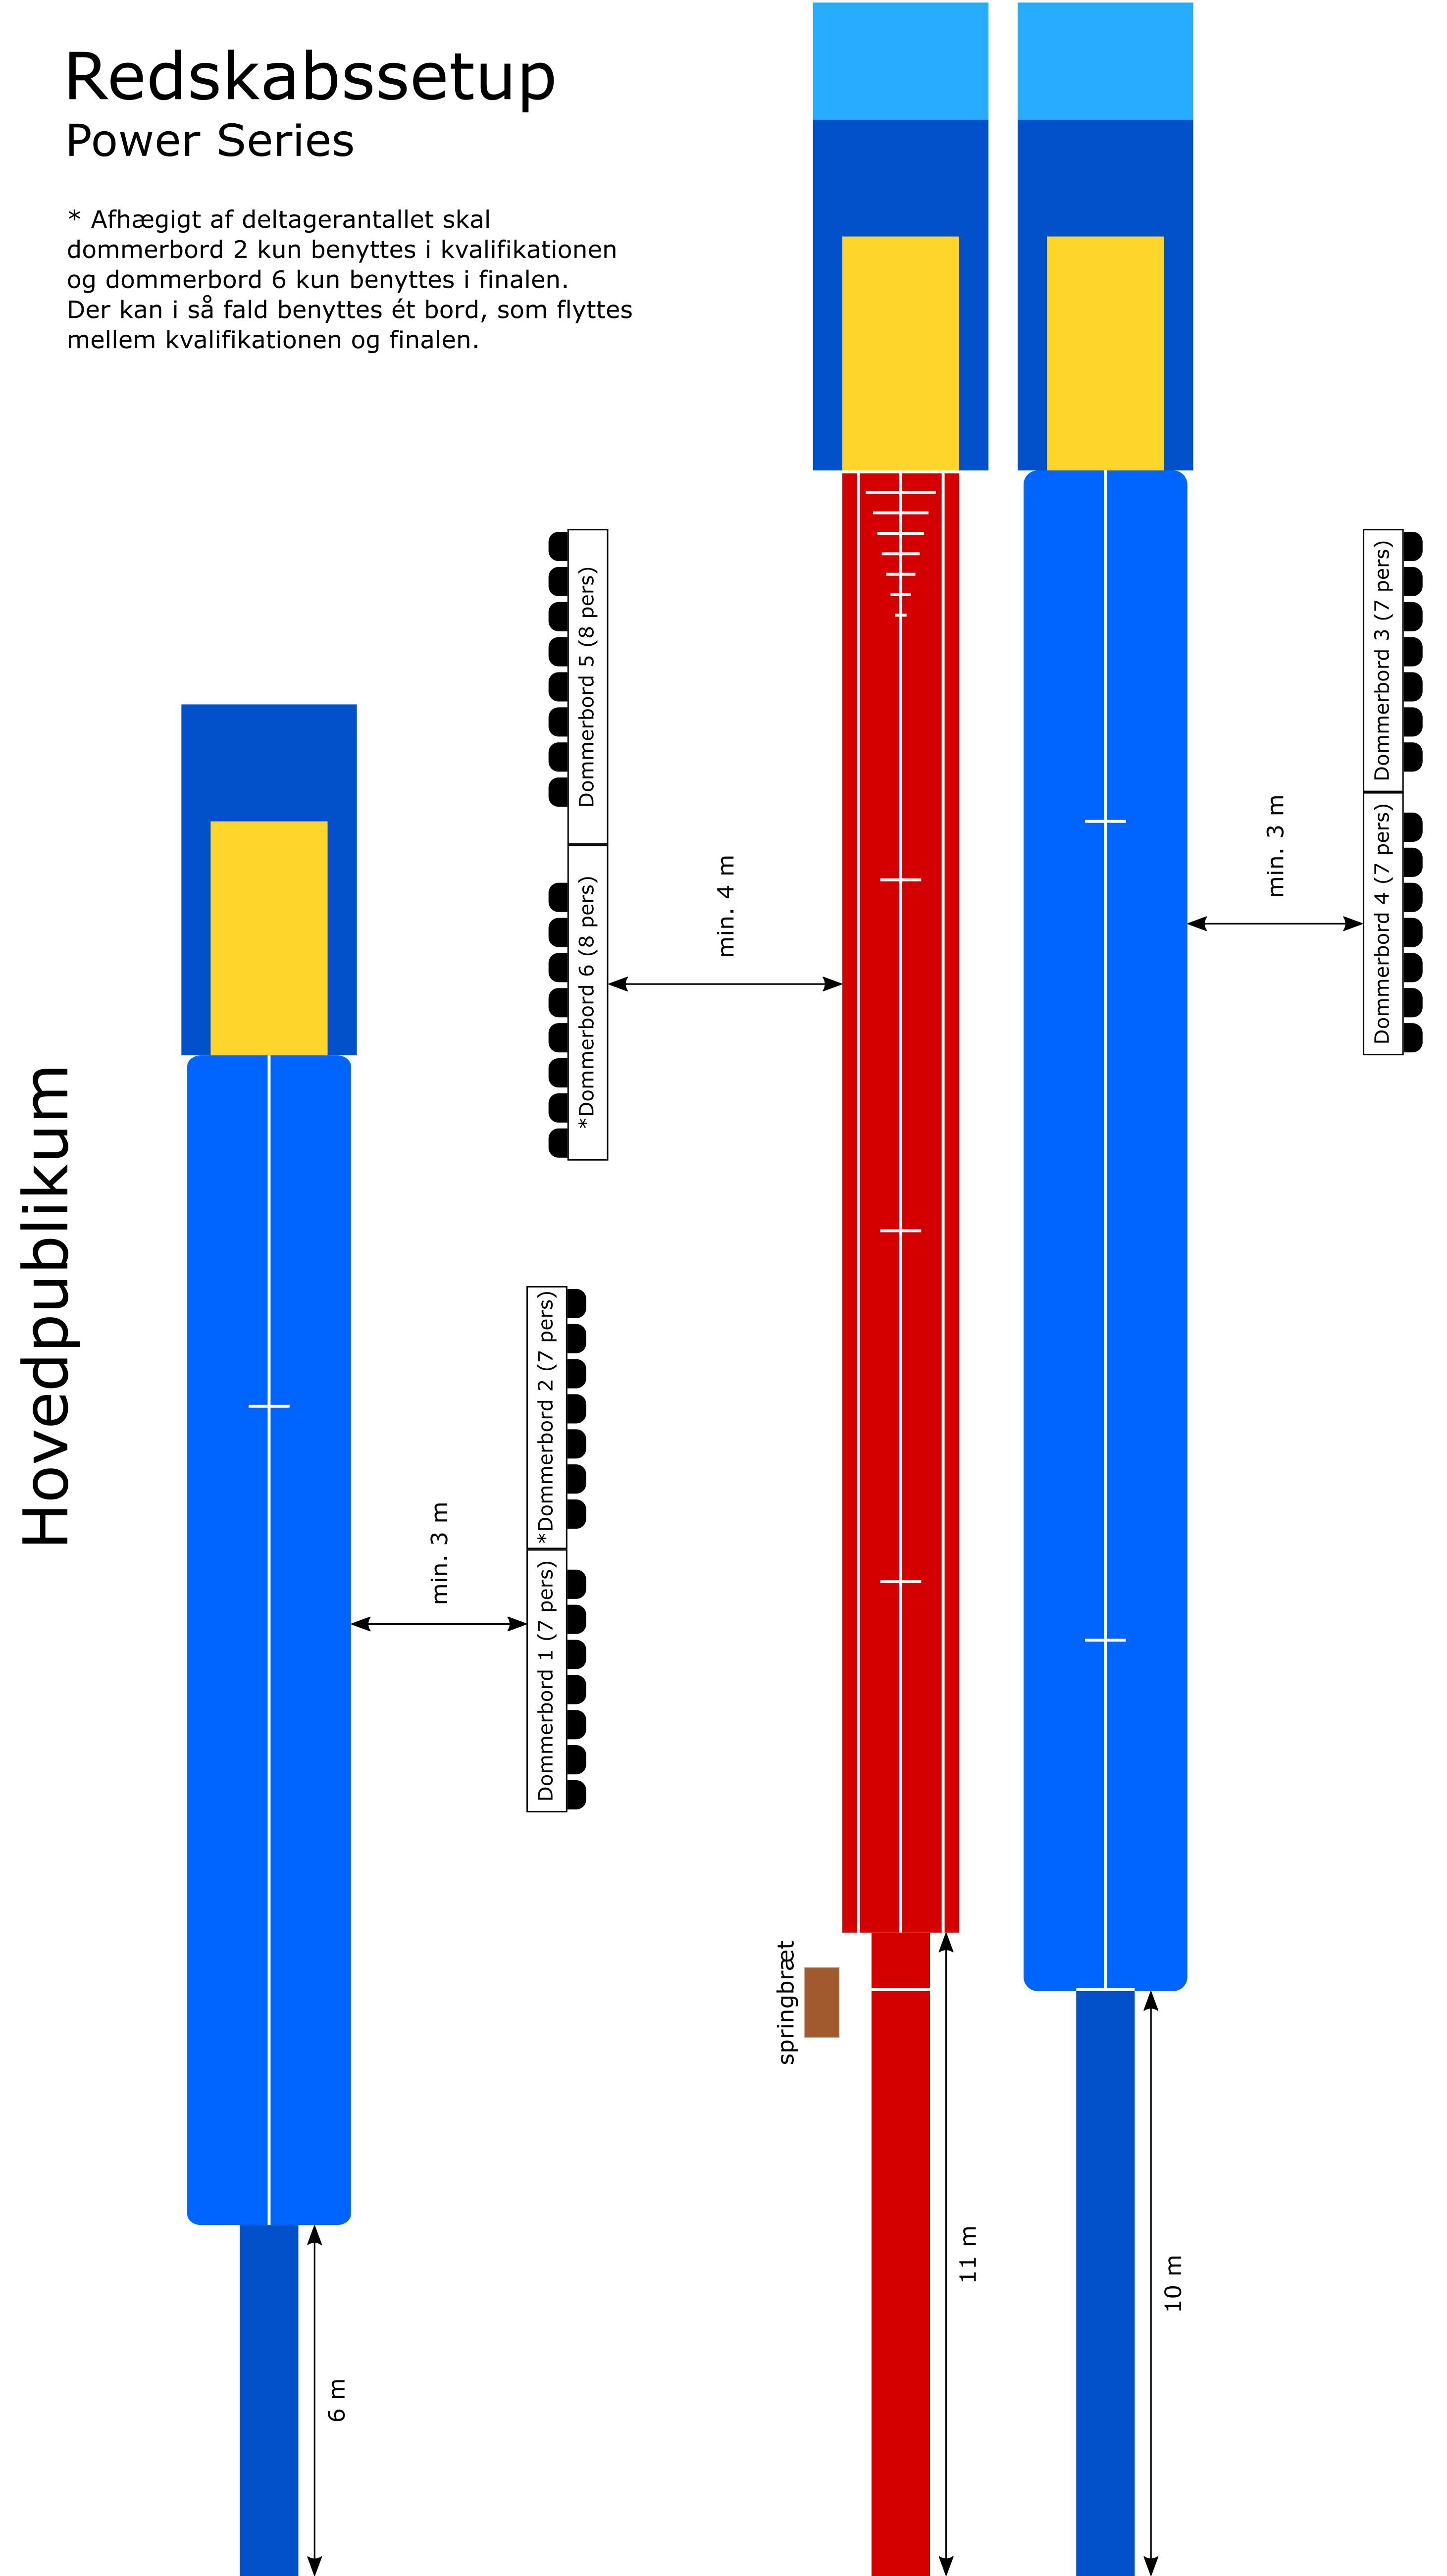 Redskabssetup
Power Series
* Afhægigt af deltagerantallet skal
dommerbord 2 kun benyttes i kvalifikationen
og dommerbord 6 kun benyttes i finalen.
Der kan i så fald benyttes ét bord, som flyttes
mellem kvalifikationen og finalen.
Hovedpublikum
Dommerbord 5 (8 pers)
*Dommerbord 6 (8 pers)
min. 4 m
Dommerbord 3 (7 pers)
Dommerbord 4 (7 pers)
min. 3 m
*Dommerbord 2 (7 pers)
Dommerbord 1 (7 pers)
min. 3 m
springbræt
11 m
10 m
6 m